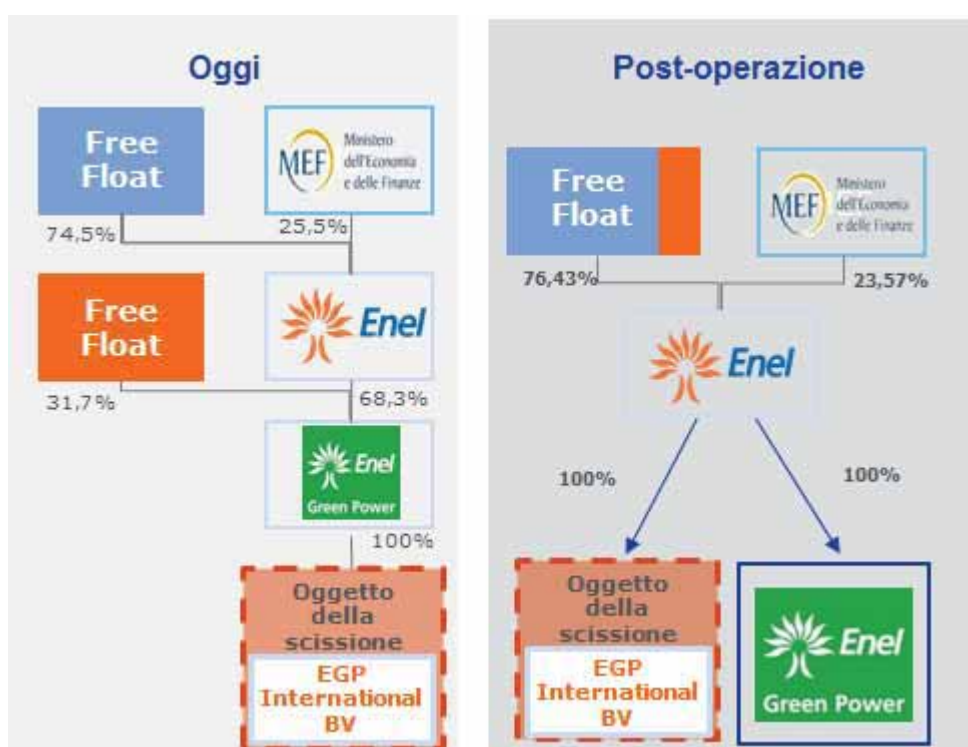 Oggi
Free
Float
MEF
Ministero
dell'Economia
e delle Finanze
74,5%
25,5%
Free
Float
Enel
31,7%
68,3%
Enel
Green Power
100%
Oggetto
della
scissione
EGP
International
BV
Post-operazione
Free
Float
MEF
Ministero
dell'Economia
e delle Finanze
76,43%
23,57%
Enel
100%
100%
Oggetto
della
scissione
EGP
International
BV
Enel
Green Power